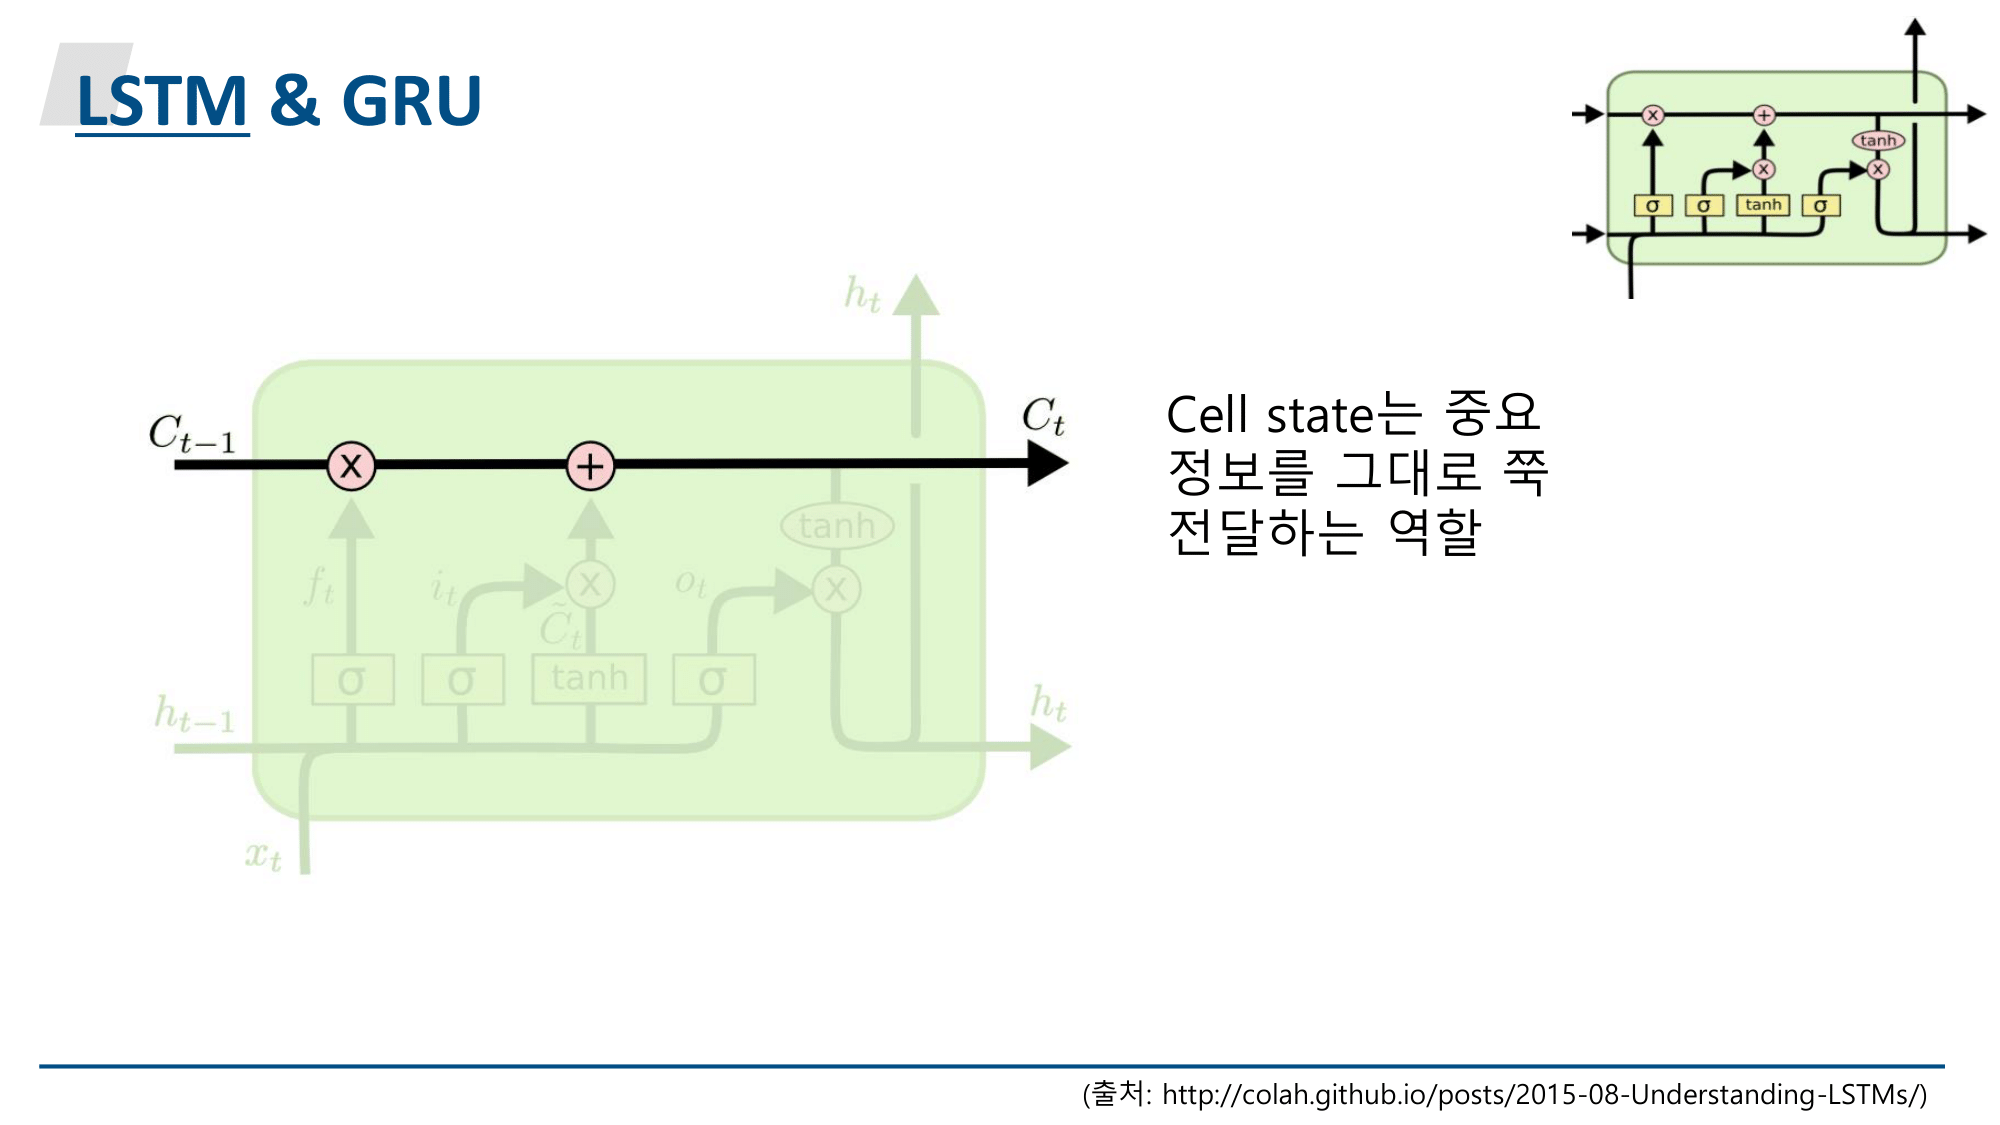 LSTM & GRU
x
+
tanh
x
x
σ
σ
tanh
σ
h_t
C_{t-1}
C_t
x
+
tanh
f_t
i_t
x
o_t
x
C̃_t
σ
σ
tanh
σ
h_{t-1}
h_t
x_t
Cell state는 중요
정보를 그대로 쭉
전달하는 역할
(출처: http://colah.github.io/posts/2015-08-Understanding-LSTMs/)